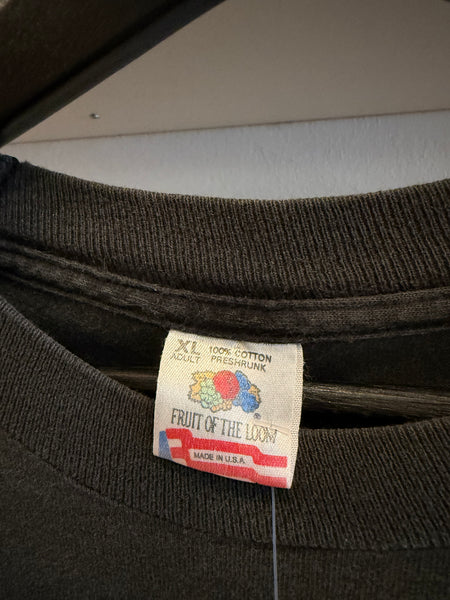 XL 100% COTTON
ADULT PRESHRUNK
®
FRUIT OF THE LOOM
MADE IN U.S.A.